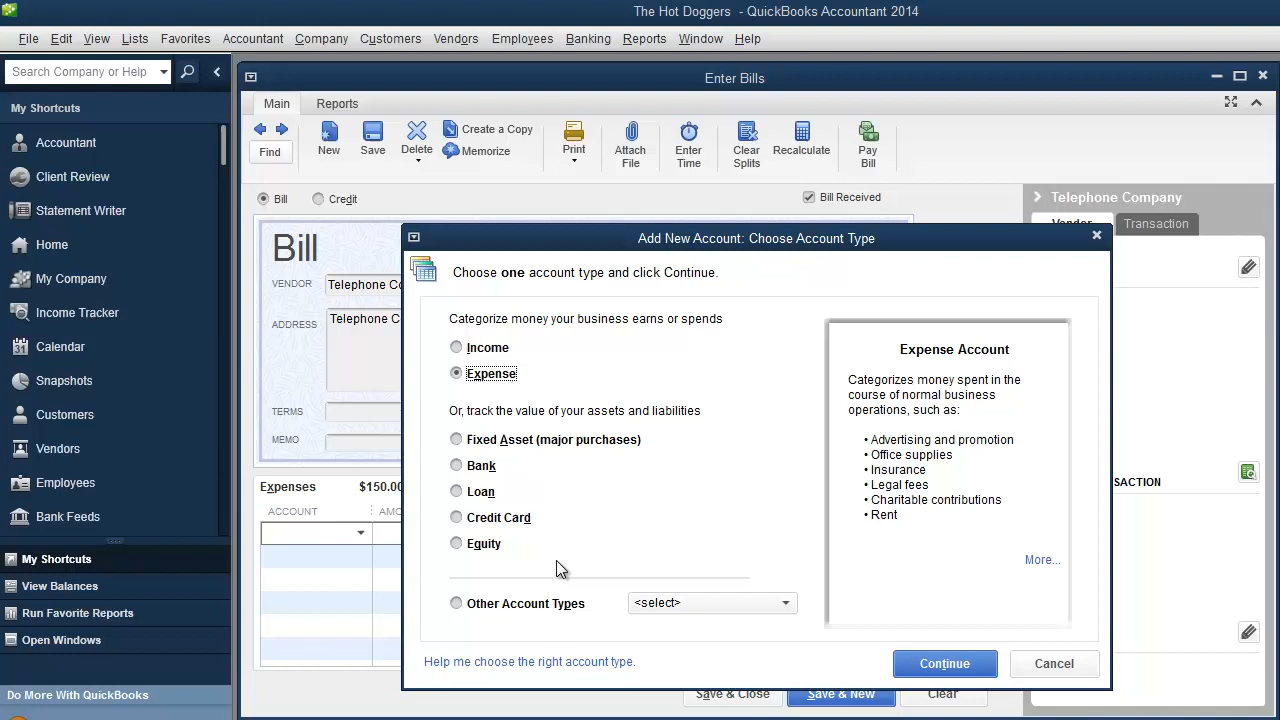 The Hot Doggers - QuickBooks Accountant 2014
File Edit View Lists Favorites Accountant Company Customers Vendors Employees Banking Reports Window Help
Search Company or Help
My Shortcuts
Accountant
Client Review
Statement Writer
Home
My Company
Income Tracker
Calendar
Snapshots
Customers
Vendors
Employees
Bank Feeds
My Shortcuts
View Balances
Run Favorite Reports
Open Windows
Do More With QuickBooks
Enter Bills
Main Reports
Find
New
Save
Delete
Create a Copy
Memorize
Print
Attach
File
Enter
Time
Clear
Splits
Recalculate
Pay
Bill
Bill Credit
Bill Received
Bill
VENDOR Telephone Co
ADDRESS Telephone C
TERMS
MEMO
Expenses $150.00
ACCOUNT AMO
Telephone Company
Vendor Transaction
SACTION
Add New Account: Choose Account Type
Choose one account type and click Continue.
Categorize money your business earns or spends
Income
Expense
Or, track the value of your assets and liabilities
Fixed Asset (major purchases)
Bank
Loan
Credit Card
Equity
Other Account Types <select>
Expense Account
Categorizes money spent in the
course of normal business
operations, such as:
• Advertising and promotion
• Office supplies
• Insurance
• Legal fees
• Charitable contributions
• Rent
More...
Help me choose the right account type.
Continue Cancel
Save & Close Save & New Clear